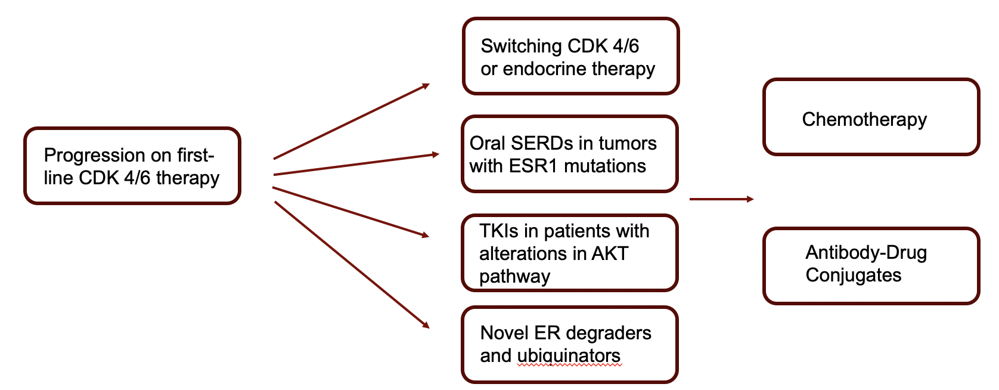 Progression on first-
line CDK 4/6 therapy
Switching CDK 4/6
or endocrine therapy
Oral SERDs in tumors
with ESR1 mutations
TKIs in patients with
alterations in AKT
pathway
Novel ER degraders
and ubiquinators
Chemotherapy
Antibody-Drug
Conjugates